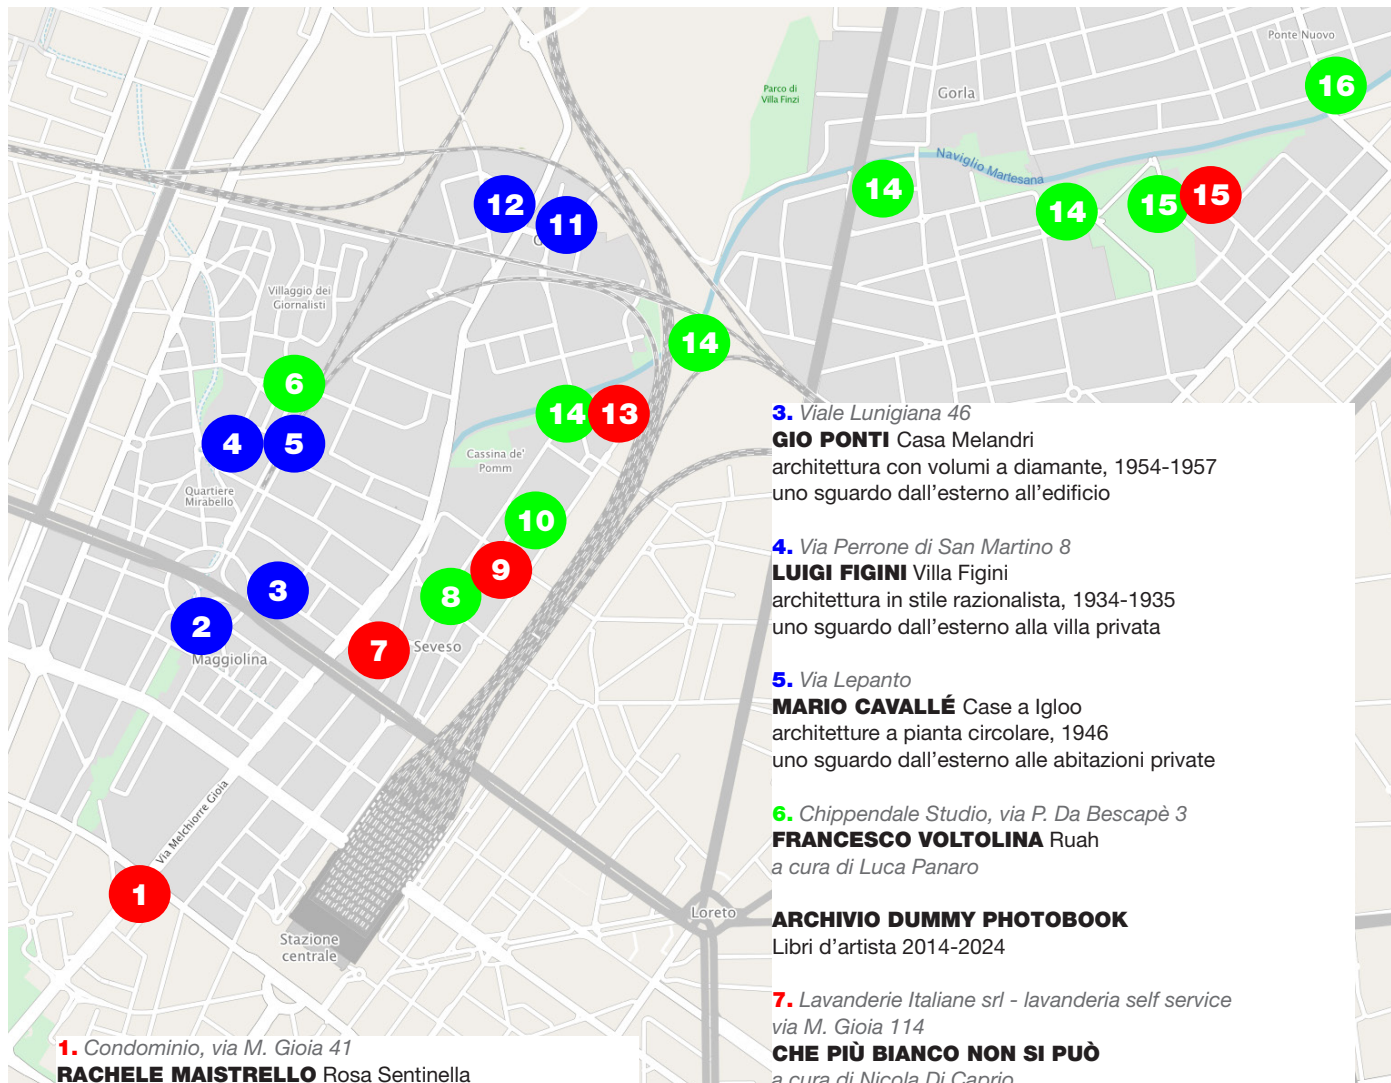 Ponte Nuovo
16
Parco di
Villa Finzi
Gorla
Naviglio Martesana
14
14
15
15
12
11
Villaggio dei
Giornalisti
14
6
14
13
4
5
Cassina de'
Pomm
Quartiere
Mirabello
10
9
3
8
2
7
Seveso
Maggiolina
Via Melchiorre Gioia
1
Loreto
Stazione
centrale
1. Condominio, via M. Gioia 41
RACHELE MAISTRELLO Rosa Sentinella
3. Viale Lunigiana 46
GIO PONTI Casa Melandri
architettura con volumi a diamante, 1954-1957
uno sguardo dall'esterno all'edificio
4. Via Perrone di San Martino 8
LUIGI FIGINI Villa Figini
architettura in stile razionalista, 1934-1935
uno sguardo dall'esterno alla villa privata
5. Via Lepanto
MARIO CAVALLÉ Case a Igloo
architetture a pianta circolare, 1946
uno sguardo dall'esterno alle abitazioni private
6. Chippendale Studio, via P. Da Bescapè 3
FRANCESCO VOLTOLINA Ruah
a cura di Luca Panaro
ARCHIVIO DUMMY PHOTOBOOK
Libri d'artista 2014-2024
7. Lavanderie Italiane srl - lavanderia self service
via M. Gioia 114
CHE PIÙ BIANCO NON SI PUÒ
a cura di Nicola Di Caprio